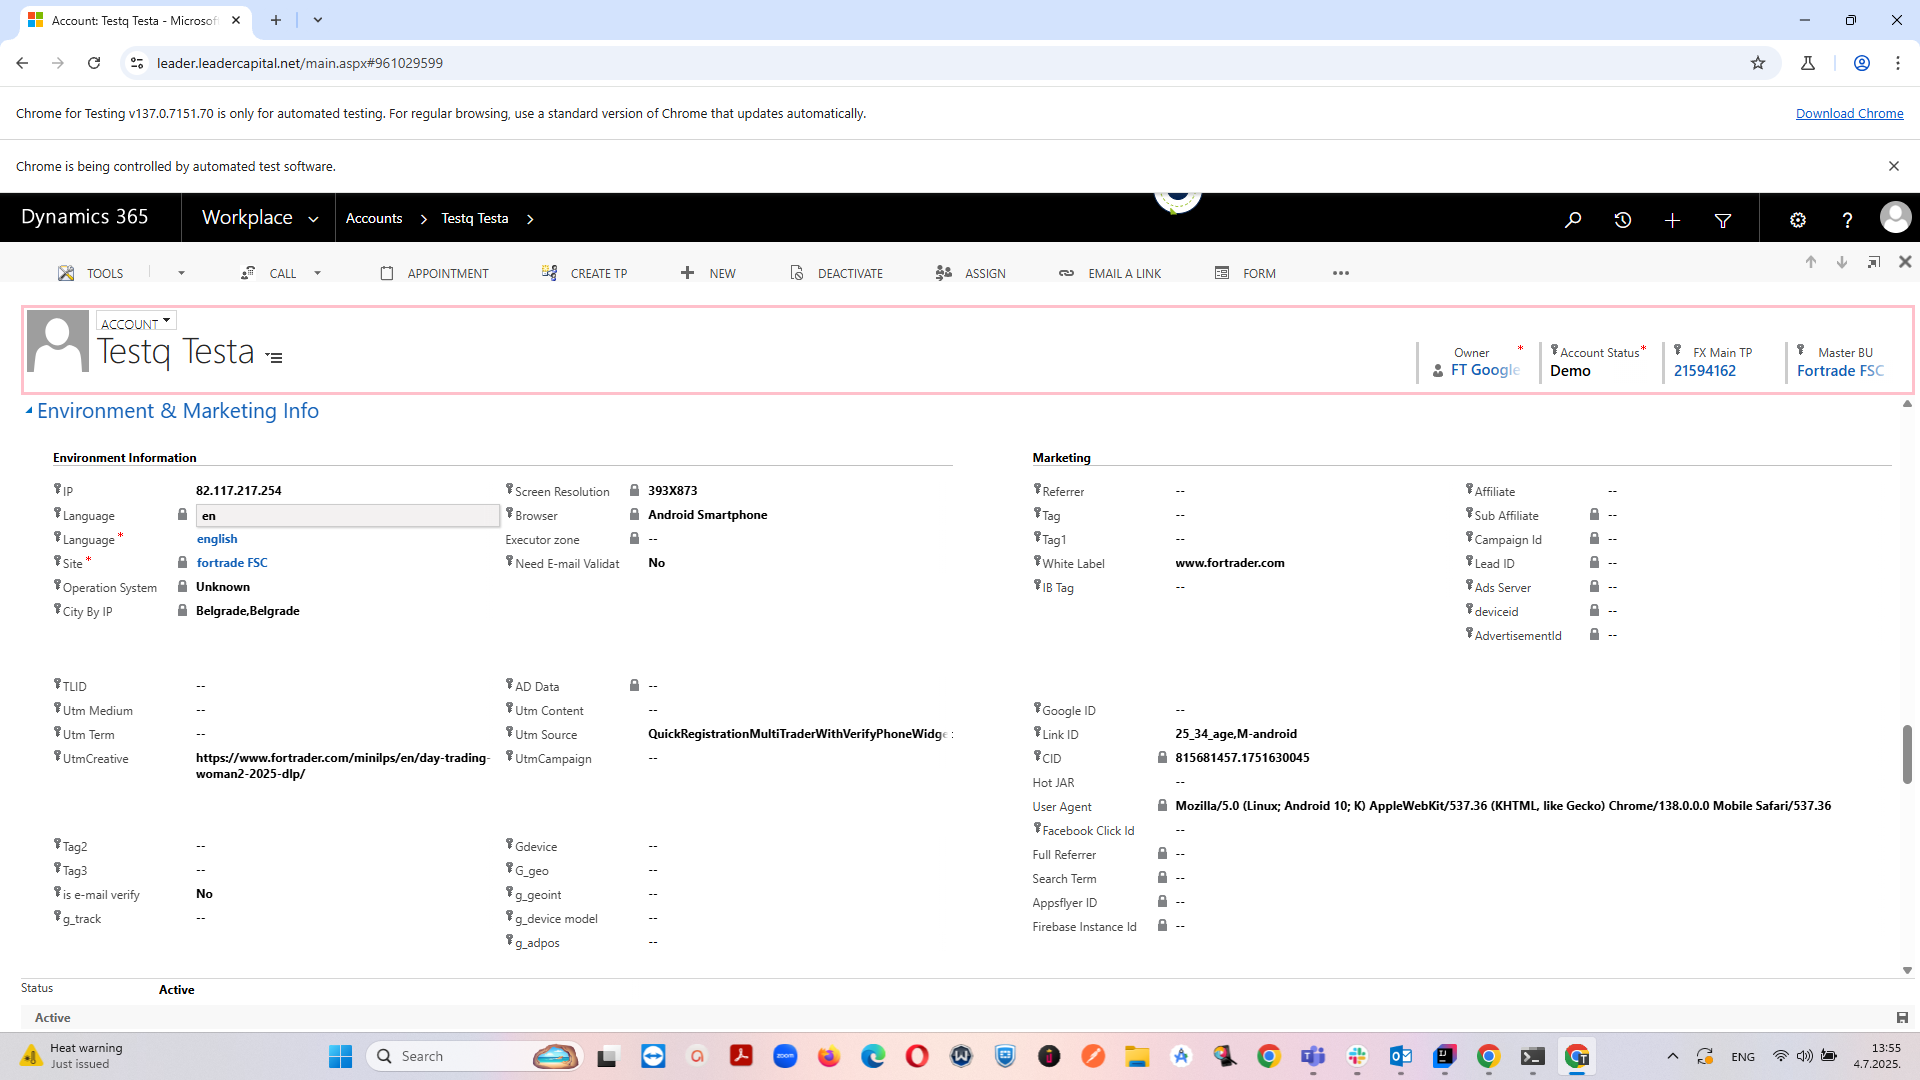 Account: Testq Testa - Microsof
leader.leadercapital.net/main.aspx#961029599
Chrome for Testing v137.0.7151.70 is only for automated testing. For regular browsing, use a standard version of Chrome that updates automatically.
Download Chrome
Chrome is being controlled by automated test software.
Dynamics 365
Workplace
Accounts
Testq Testa
TOOLS
CALL
APPOINTMENT
CREATE TP
NEW
DEACTIVATE
ASSIGN
EMAIL A LINK
FORM
ACCOUNT
Testq Testa
Owner *
FT Google
Account Status *
Demo
FX Main TP
21594162
Master BU
Fortrade FSC
Environment & Marketing Info
Environment Information
IP 82.117.217.254
Language en
Language * english
Site * fortrade FSC
Operation System Unknown
City By IP Belgrade,Belgrade
Screen Resolution 393X873
Browser Android Smartphone
Executor zone --
Need E-mail Validat No
TLID --
Utm Medium --
Utm Term --
UtmCreative https://www.fortrader.com/minilps/en/day-trading-
woman2-2025-dlp/
AD Data --
Utm Content --
Utm Source QuickRegistrationMultiTraderWithVerifyPhoneWidge
UtmCampaign --
Tag2 --
Tag3 --
is e-mail verify No
g_track --
Gdevice --
G_geo --
g_geoint --
g_device model --
g_adpos --
Marketing
Referrer --
Tag --
Tag1 --
White Label www.fortrader.com
IB Tag --
Affiliate --
Sub Affiliate --
Campaign Id --
Lead ID --
Ads Server --
deviceid --
AdvertisementId --
Google ID --
Link ID 25_34_age,M-android
CID 815681457.1751630045
Hot JAR --
User Agent Mozilla/5.0 (Linux; Android 10; K) AppleWebKit/537.36 (KHTML, like Gecko) Chrome/138.0.0.0 Mobile Safari/537.36
Facebook Click Id --
Full Referrer --
Search Term --
Appsflyer ID --
Firebase Instance Id --
Status Active
Active
Heat warning
Just issued
Search
zoom
ENG
13:55
4.7.2025.